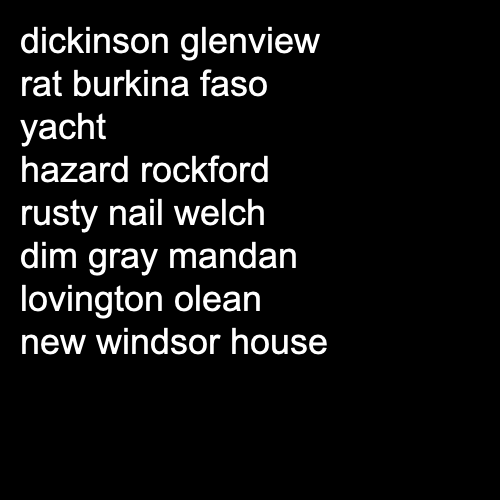 dickinson glenview
rat burkina faso
yacht
hazard rockford
rusty nail welch
dim gray mandan
lovington olean
new windsor house